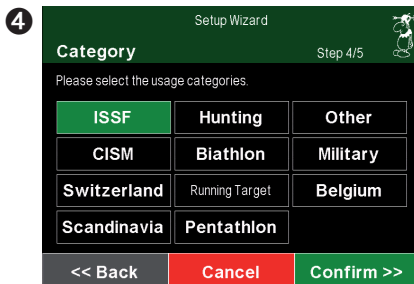 4
Setup Wizard
Category Step 4/5
Please select the usage categories.
ISSF Hunting Other
CISM Biathlon Military
Switzerland Running Target Belgium
Scandinavia Pentathlon
<< Back Cancel Confirm >>